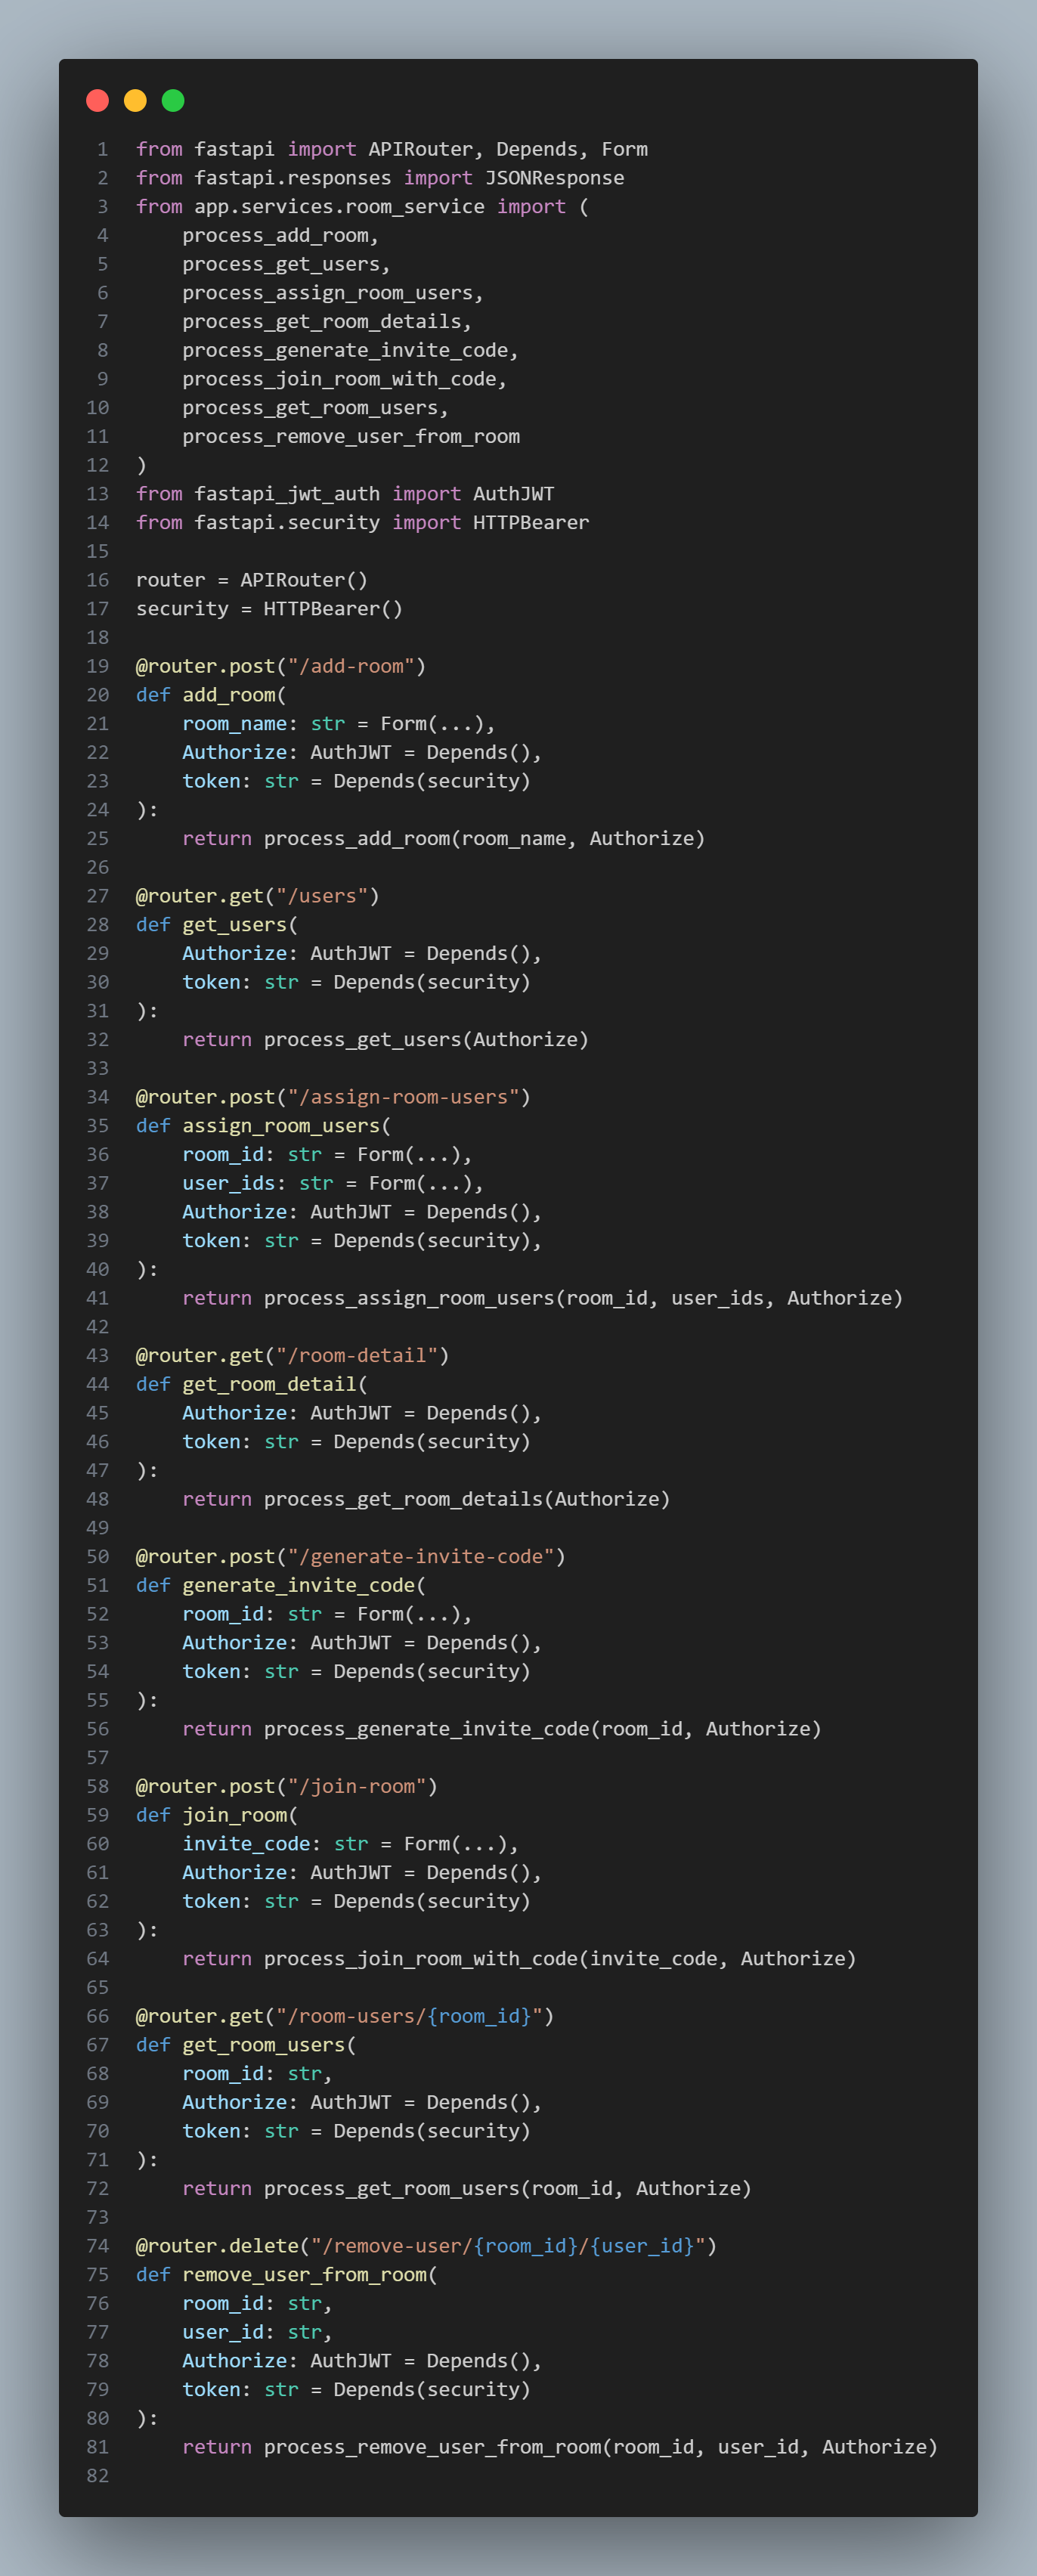 1 from fastapi import APIRouter, Depends, Form
2 from fastapi.responses import JSONResponse
3 from app.services.room_service import (
4     process_add_room,
5     process_get_users,
6     process_assign_room_users,
7     process_get_room_details,
8     process_generate_invite_code,
9     process_join_room_with_code,
10     process_get_room_users,
11     process_remove_user_from_room
12 )
13 from fastapi_jwt_auth import AuthJWT
14 from fastapi.security import HTTPBearer
15
16 router = APIRouter()
17 security = HTTPBearer()
18
19 @router.post("/add-room")
20 def add_room(
21     room_name: str = Form(...),
22     Authorize: AuthJWT = Depends(),
23     token: str = Depends(security)
24 ):
25     return process_add_room(room_name, Authorize)
26
27 @router.get("/users")
28 def get_users(
29     Authorize: AuthJWT = Depends(),
30     token: str = Depends(security)
31 ):
32     return process_get_users(Authorize)
33
34 @router.post("/assign-room-users")
35 def assign_room_users(
36     room_id: str = Form(...),
37     user_ids: str = Form(...),
38     Authorize: AuthJWT = Depends(),
39     token: str = Depends(security),
40 ):
41     return process_assign_room_users(room_id, user_ids, Authorize)
42
43 @router.get("/room-detail")
44 def get_room_detail(
45     Authorize: AuthJWT = Depends(),
46     token: str = Depends(security)
47 ):
48     return process_get_room_details(Authorize)
49
50 @router.post("/generate-invite-code")
51 def generate_invite_code(
52     room_id: str = Form(...),
53     Authorize: AuthJWT = Depends(),
54     token: str = Depends(security)
55 ):
56     return process_generate_invite_code(room_id, Authorize)
57
58 @router.post("/join-room")
59 def join_room(
60     invite_code: str = Form(...),
61     Authorize: AuthJWT = Depends(),
62     token: str = Depends(security)
63 ):
64     return process_join_room_with_code(invite_code, Authorize)
65
66 @router.get("/room-users/{room_id}")
67 def get_room_users(
68     room_id: str,
69     Authorize: AuthJWT = Depends(),
70     token: str = Depends(security)
71 ):
72     return process_get_room_users(room_id, Authorize)
73
74 @router.delete("/remove-user/{room_id}/{user_id}")
75 def remove_user_from_room(
76     room_id: str,
77     user_id: str,
78     Authorize: AuthJWT = Depends(),
79     token: str = Depends(security)
80 ):
81     return process_remove_user_from_room(room_id, user_id, Authorize)
82